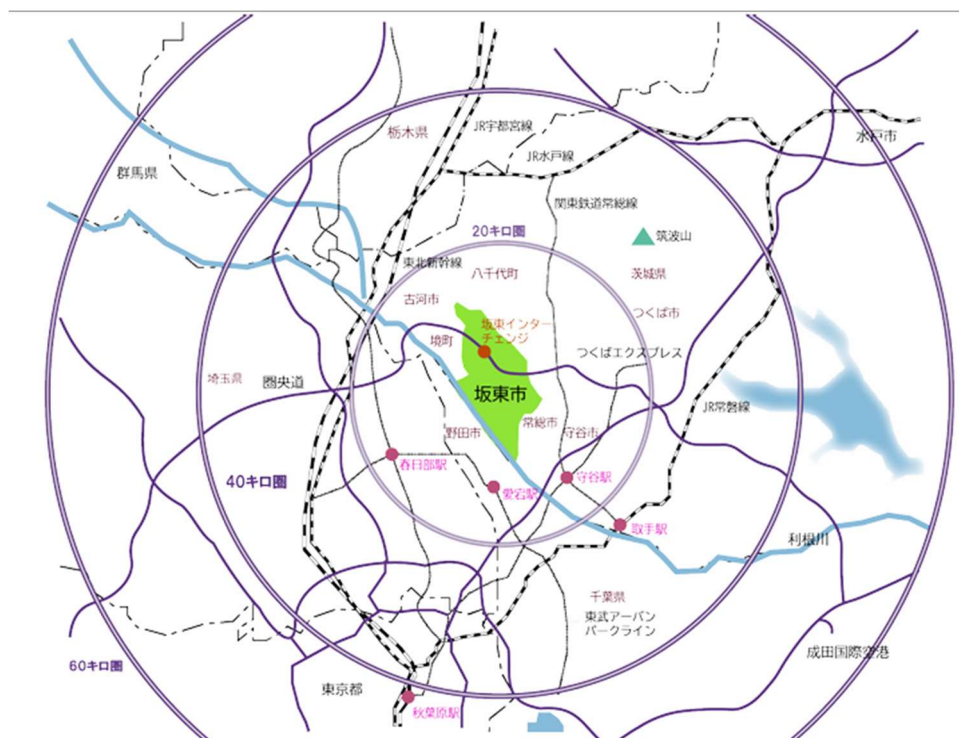 栃木県
JR宇都宮線
水戸市
JR水戸線
群馬県
関東鉄道常総線
20キロ圏
筑波山
東北新幹線
八千代町
茨城県
古河市
つくば市
坂東インター
チェンジ
境町
つくばエクスプレス
埼玉県
圏央道
坂東市
JR常磐線
常総市
野田市
守谷市
春日部駅
40キロ圏
守谷駅
愛宕駅
取手駅
利根川
千葉県
東武アーバン
パークライン
成田国際空港
60キロ圏
東京都
秋葉原駅